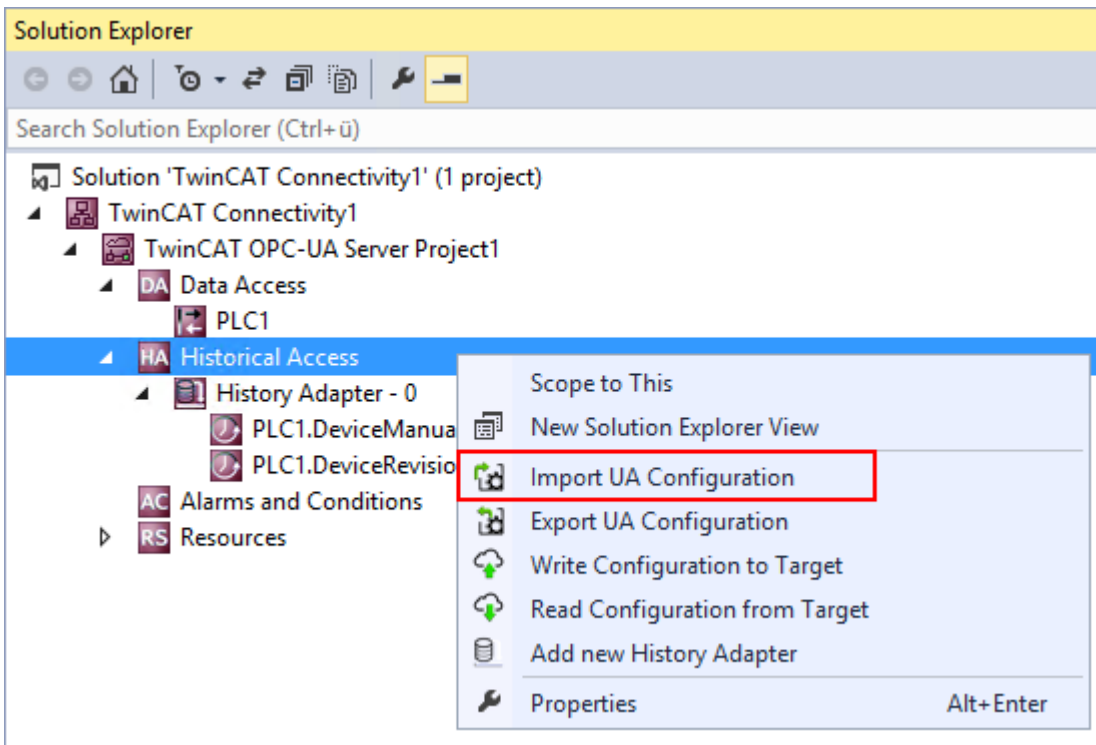 Solution Explorer
Search Solution Explorer (Ctrl+ü)
Solution 'TwinCAT Connectivity1' (1 project)
TwinCAT Connectivity1
TwinCAT OPC-UA Server Project1
DA Data Access
PLC1
HA Historical Access
History Adapter - 0
PLC1.DeviceManua
PLC1.DeviceRevisio
AC Alarms and Conditions
RS Resources
Scope to This
New Solution Explorer View
Import UA Configuration
Export UA Configuration
Write Configuration to Target
Read Configuration from Target
Add new History Adapter
Properties Alt+Enter